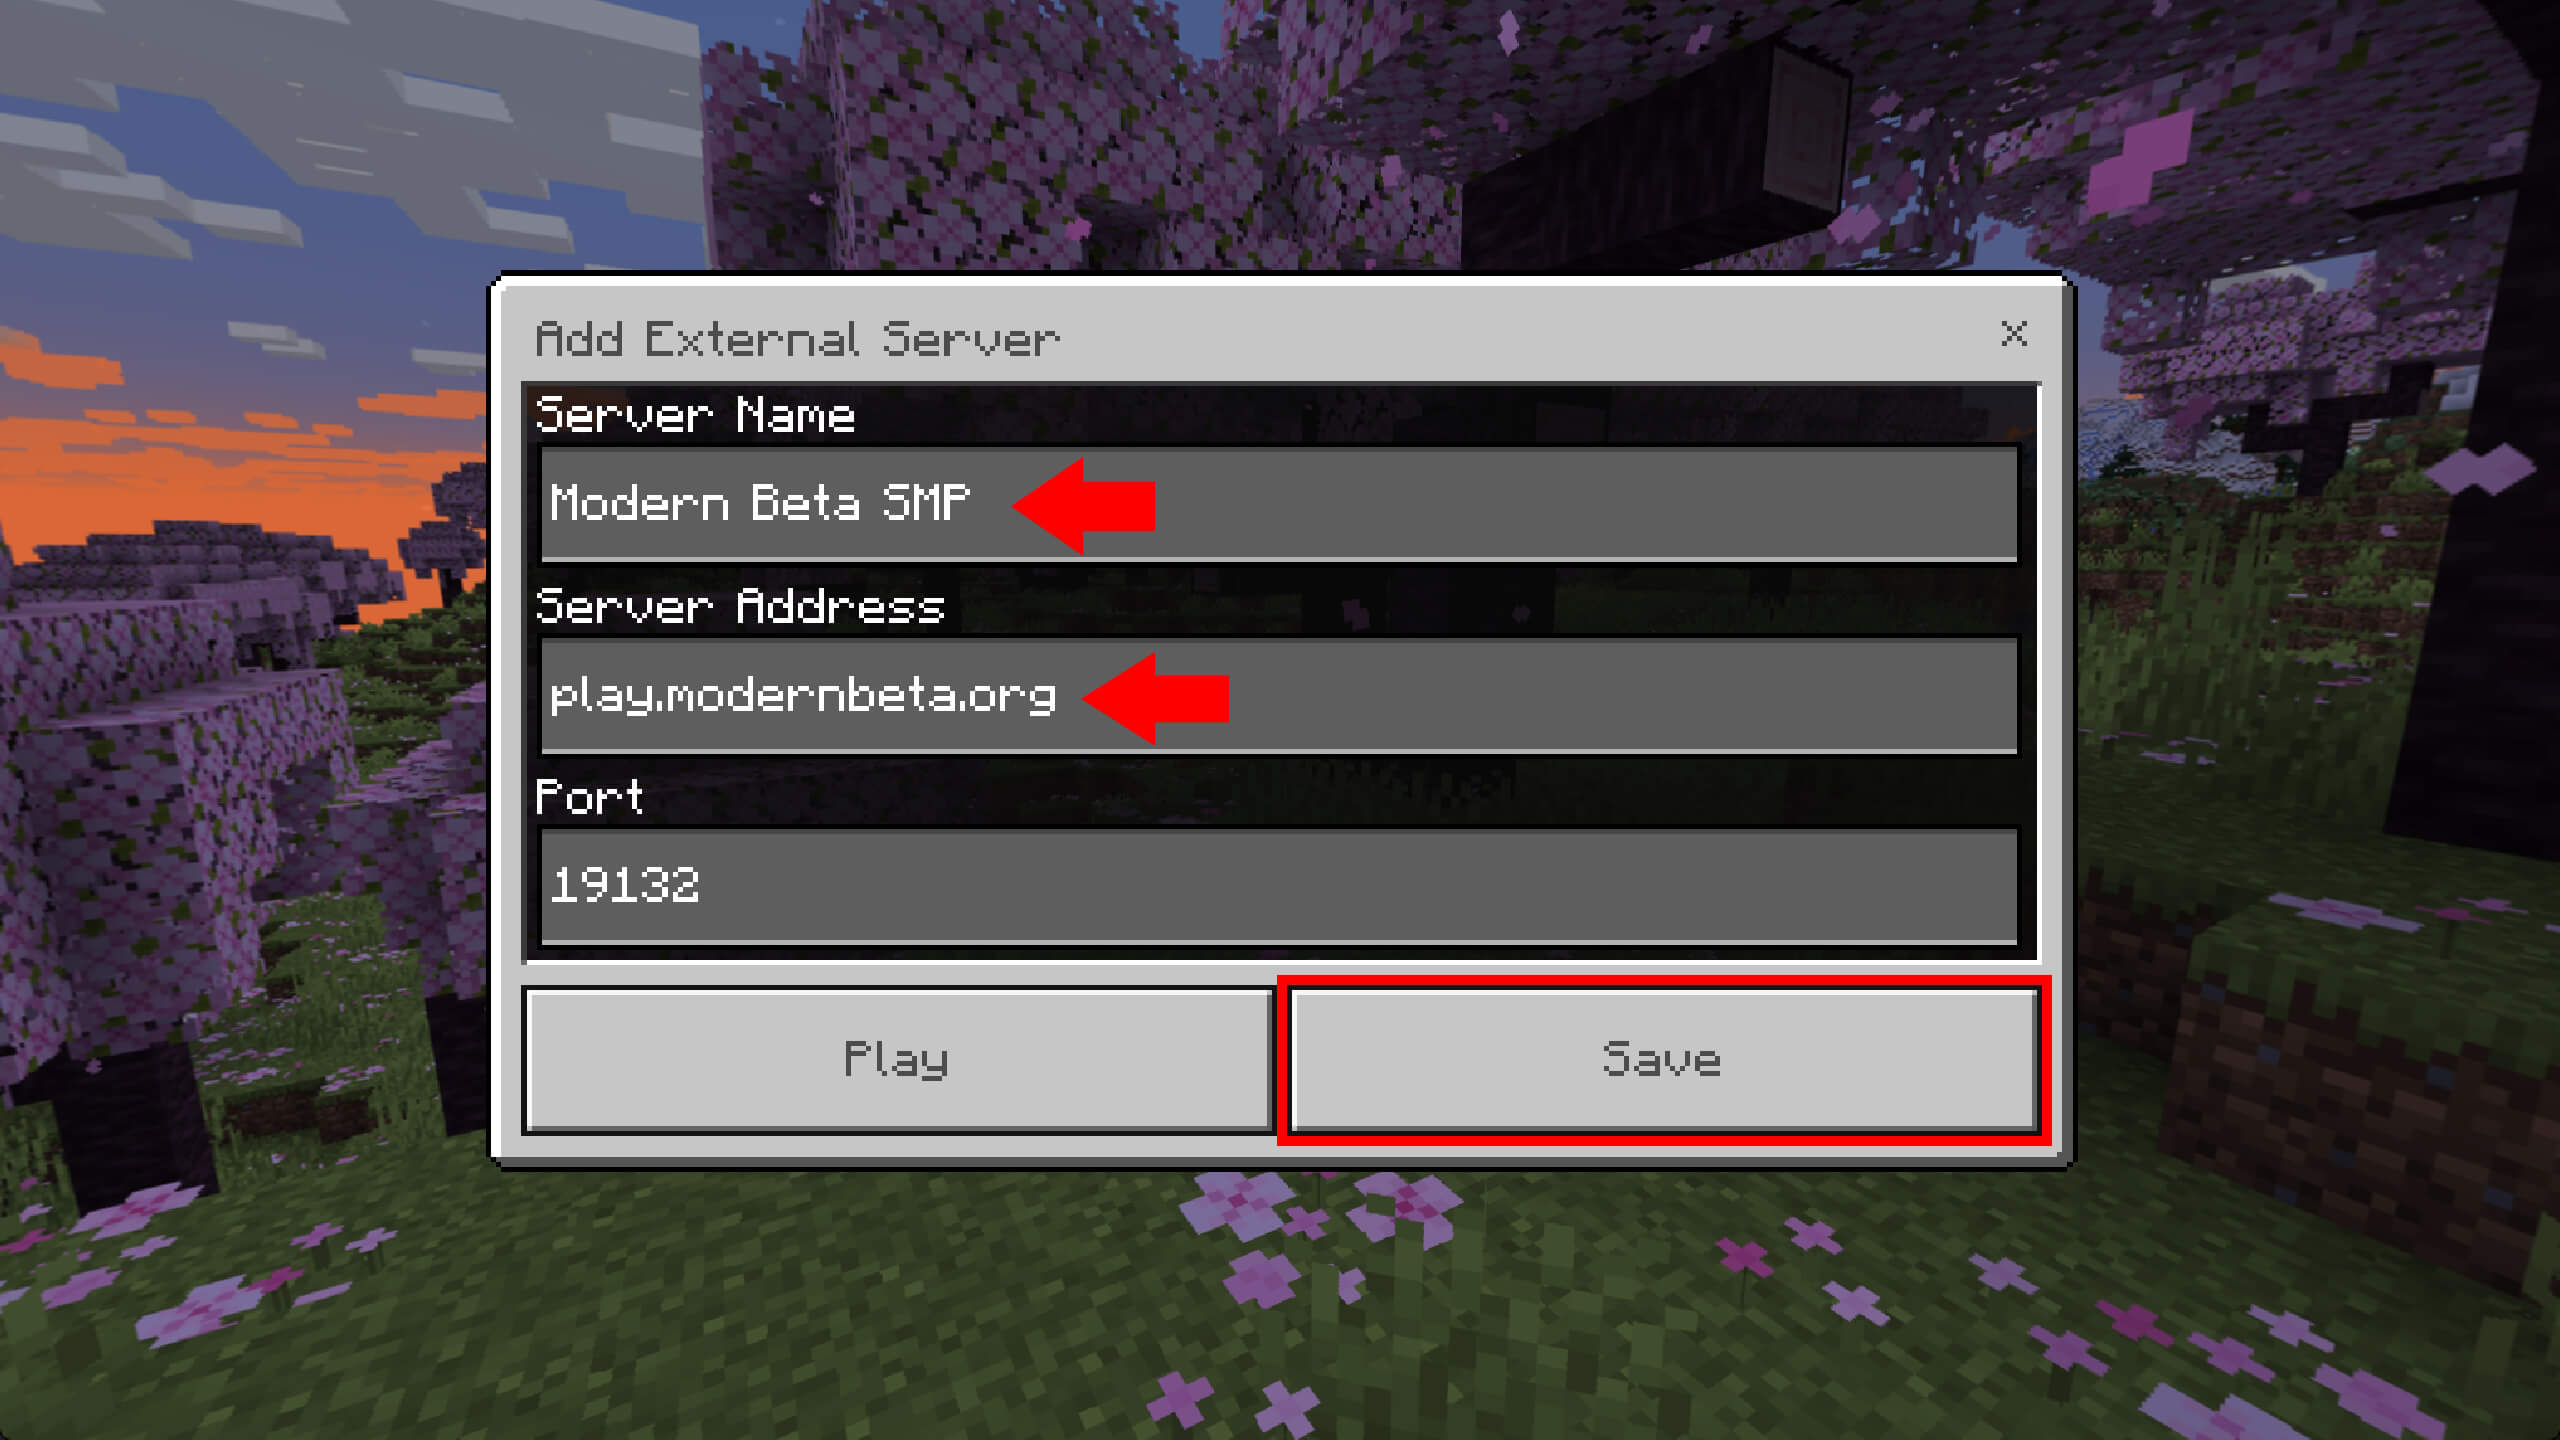 Add External Server
Server Name
Modern Beta SMP
Server Address
play.modernbeta.org
Port
19132
Play
Save